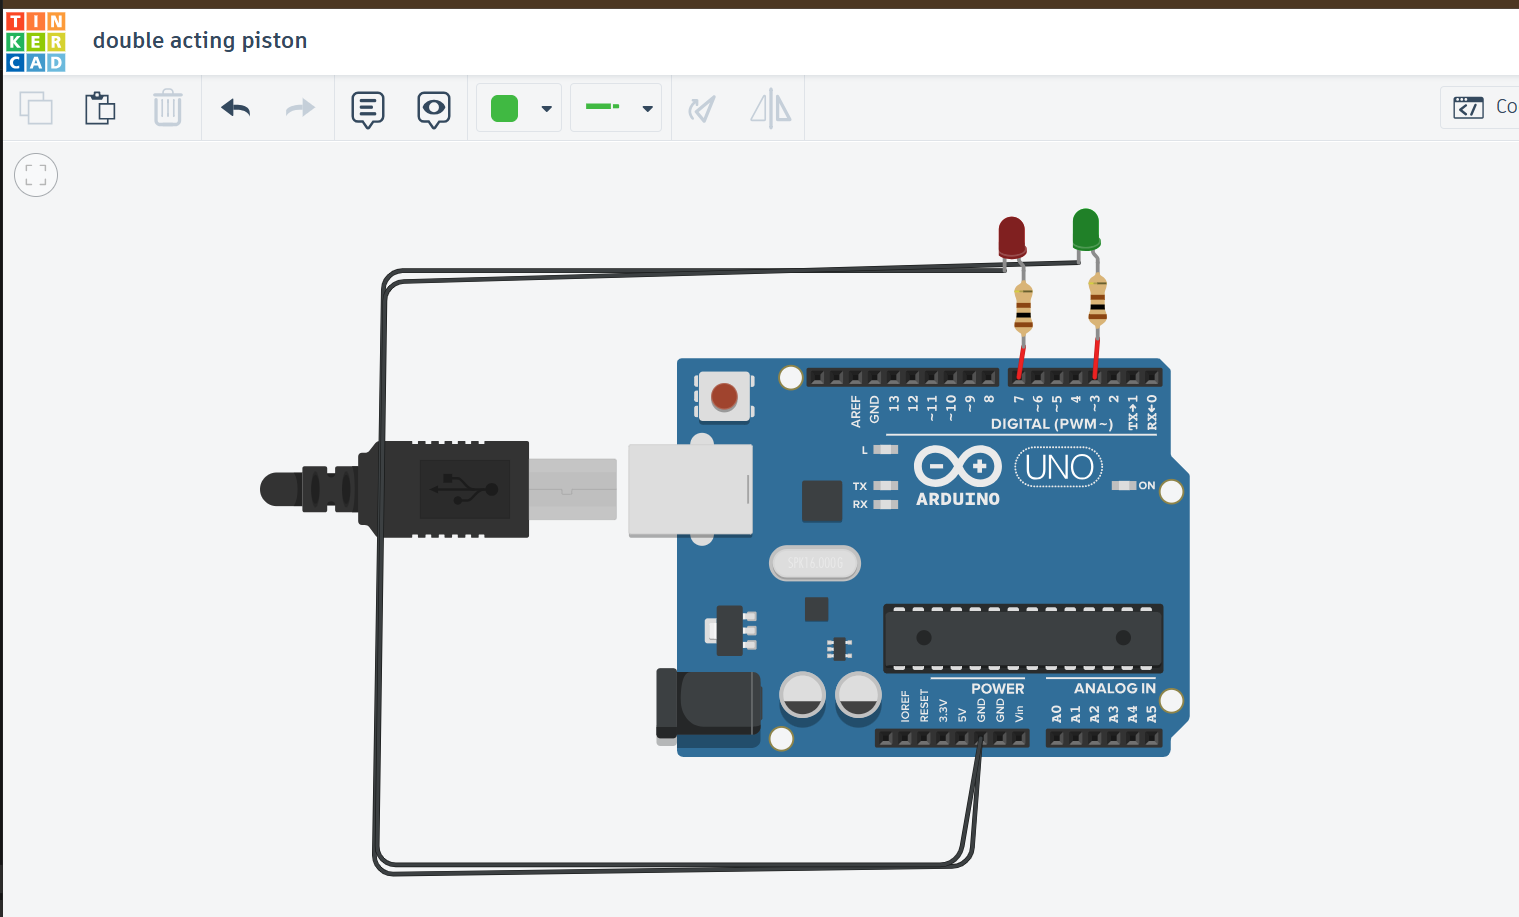 TIN
KER
CAD
double acting piston
Co
AREF
GND
13
12
~11
~10
~9
8
7
~6
~5
4
~3
2
TX→1
RX←0
DIGITAL (PWM~)
L
TX
RX
ARDUINO
UNO
ON
SPK16.000G
POWER
ANALOG IN
IOREF
RESET
3.3V
5V
GND
GND
Vin
A0
A1
A2
A3
A4
A5